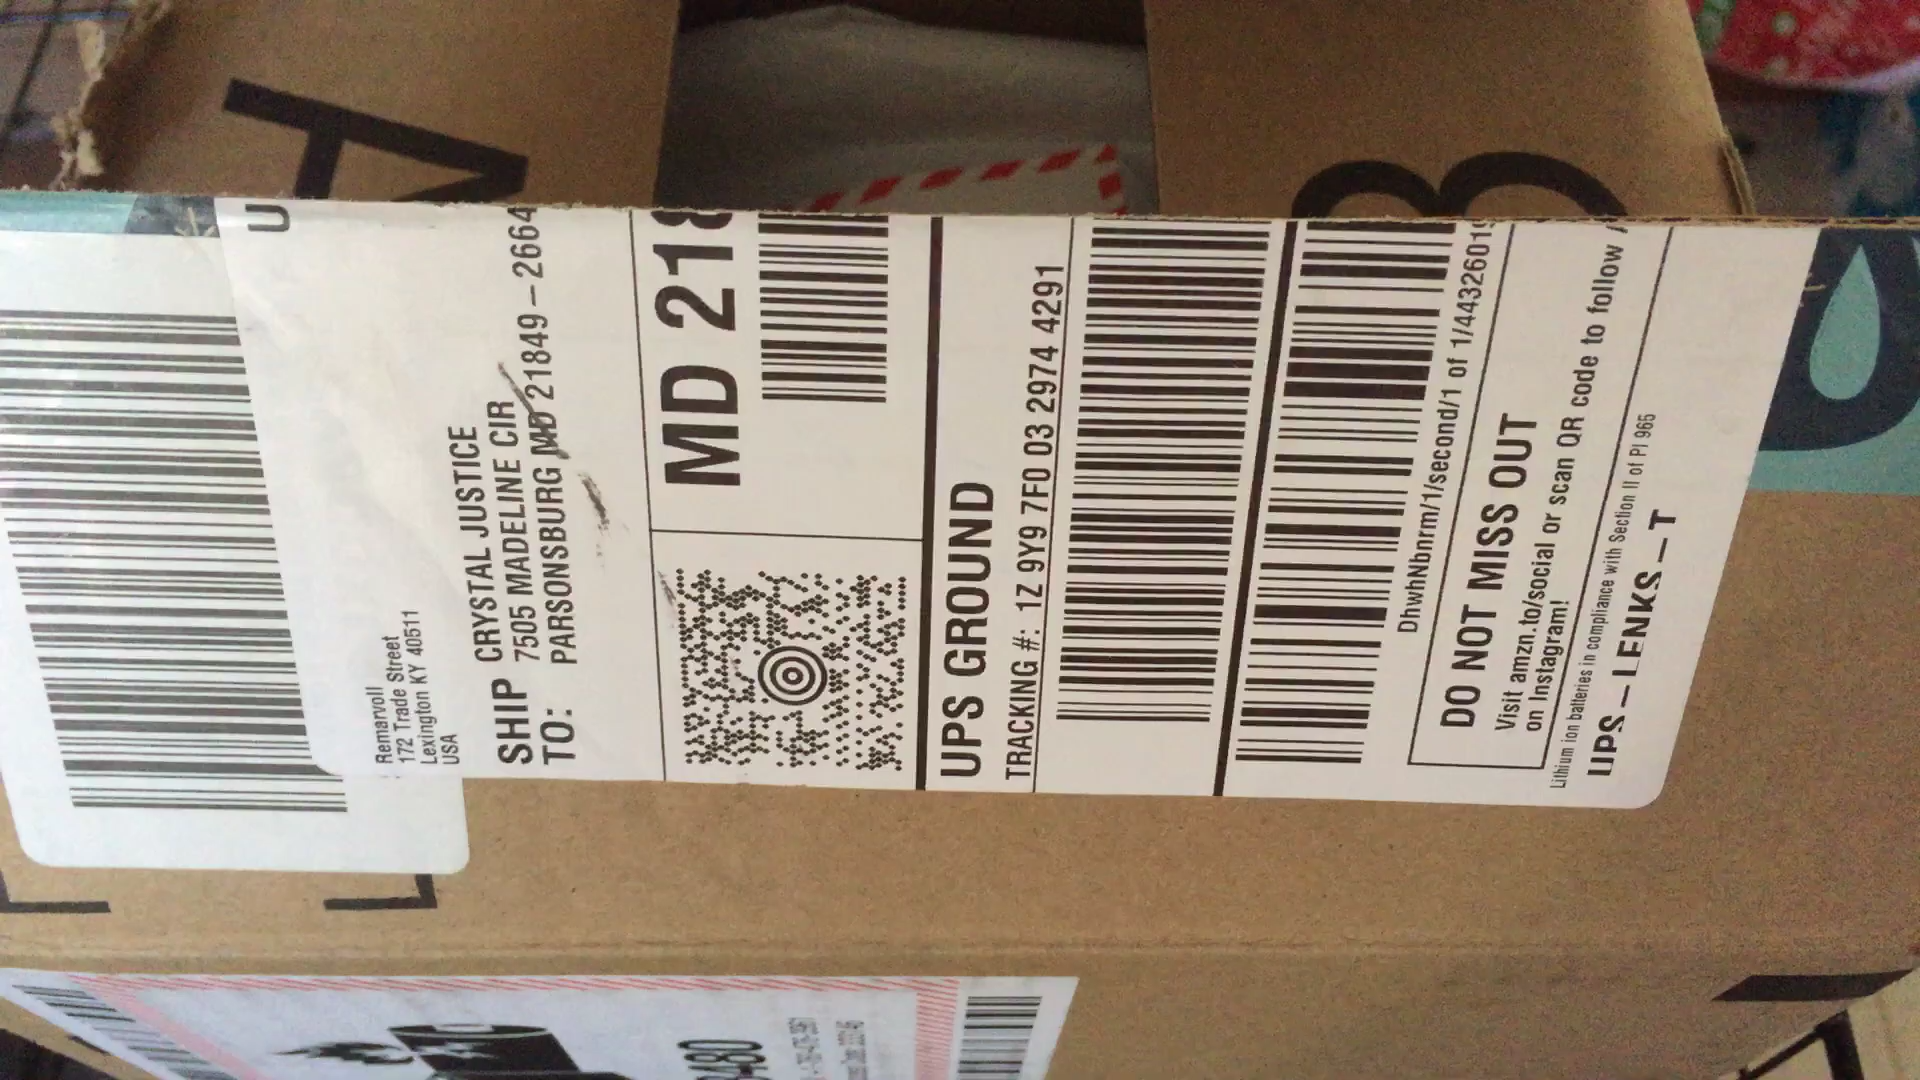 Remarvoll
172 Trade Street
Lexington KY 40511
USA
SHIP TO:
CRYSTAL JUSTICE
7505 MADELINE CIR
PARSONSBURG MD 21849-2664
MD 218
UPS GROUND
TRACKING #: 1Z 9Y9 7F0 03 2974 4291
DhwhNbnrm/1/second/1 of 1/44326019
DO NOT MISS OUT
Visit amzn.to/social or scan QR code to follow
on Instagram!
Lithium ion batteries in compliance with Section II of PI 965
UPS-LENKS-T